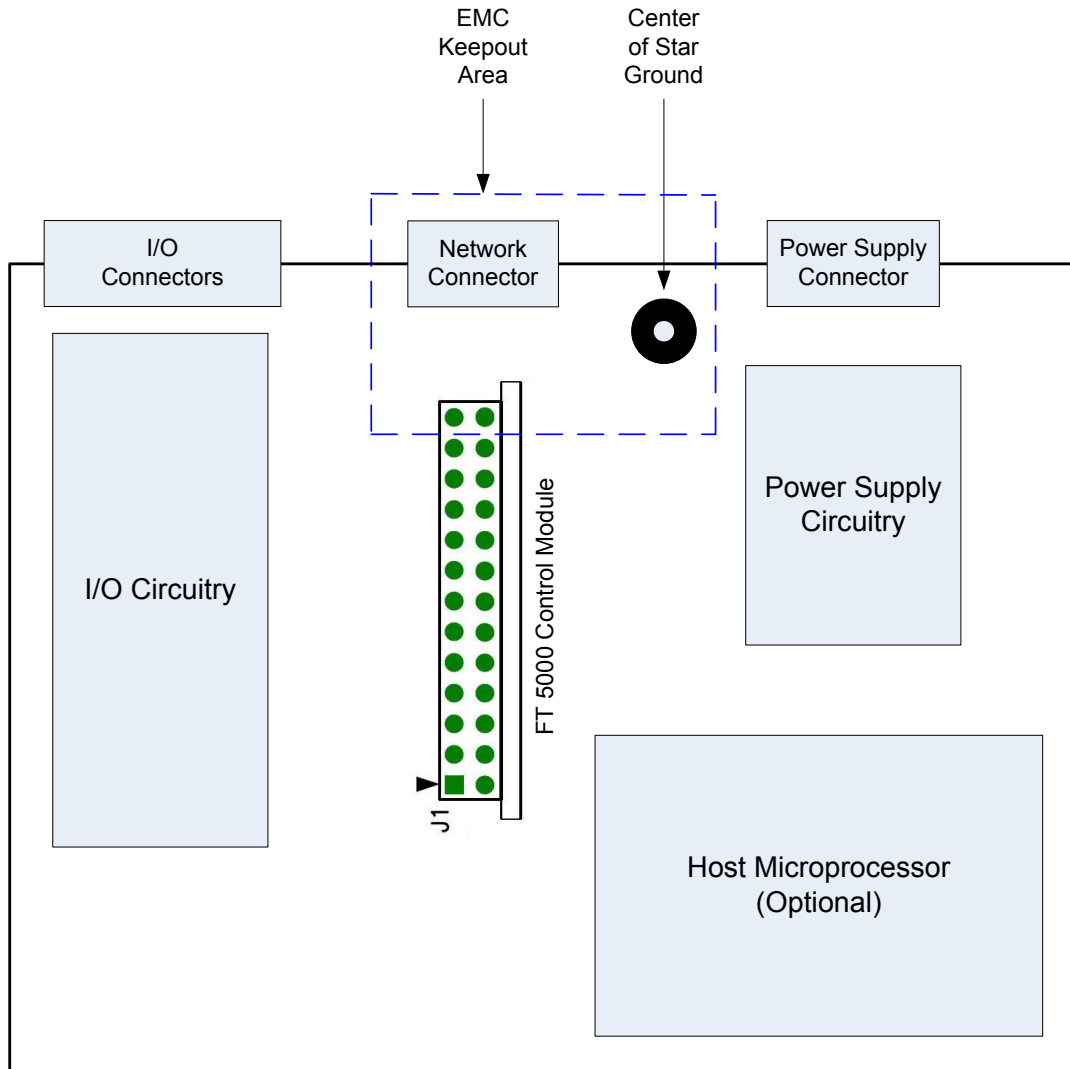 EMC
Keepout
Area
Center
of Star
Ground
I/O
Connectors
Network
Connector
Power Supply
Connector
I/O Circuitry
FT 5000 Control Module
J1
Power Supply
Circuitry
Host Microprocessor
(Optional)